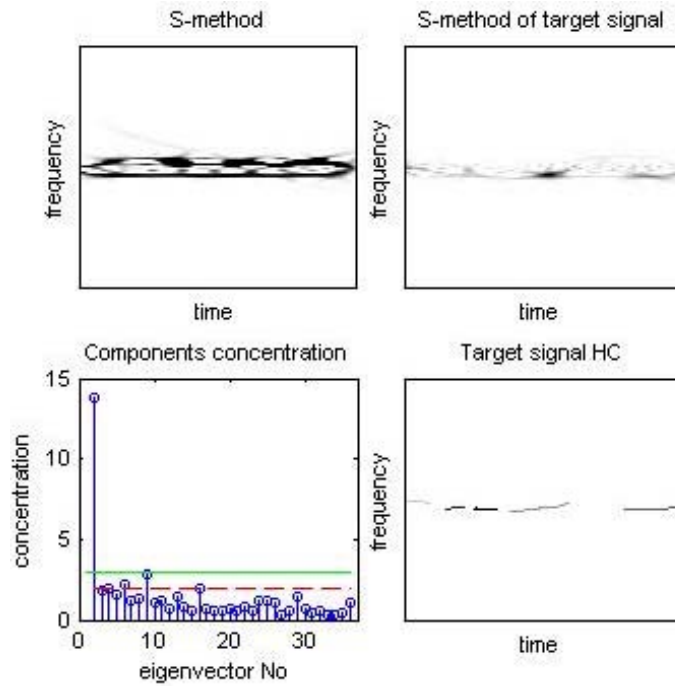 S-method
frequency
time
S-method of target signal
frequency
time
Components concentration
15
10
5
0
concentration
0 10 20 30
eigenvector No
Target signal HC
frequency
time